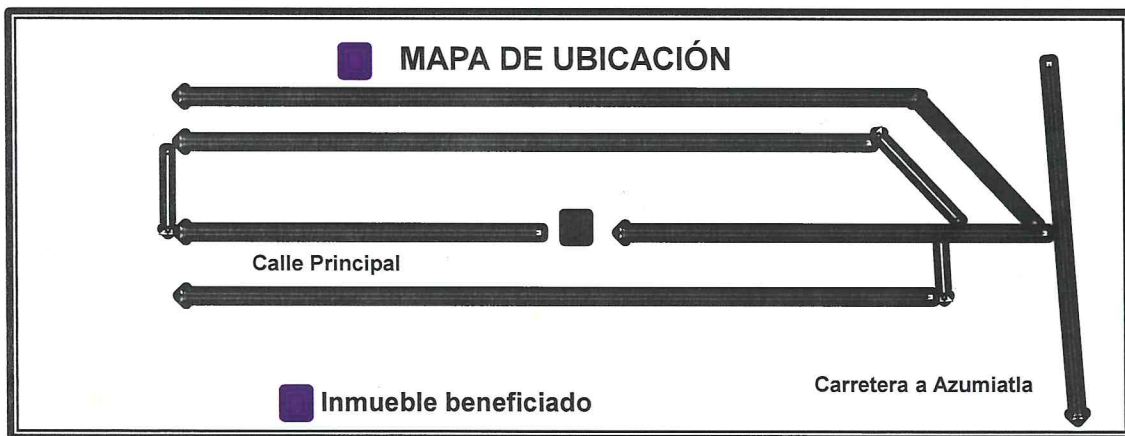 MAPA DE UBICACIÓN
Calle Principal
Carretera a Azumiatla
Inmueble beneficiado